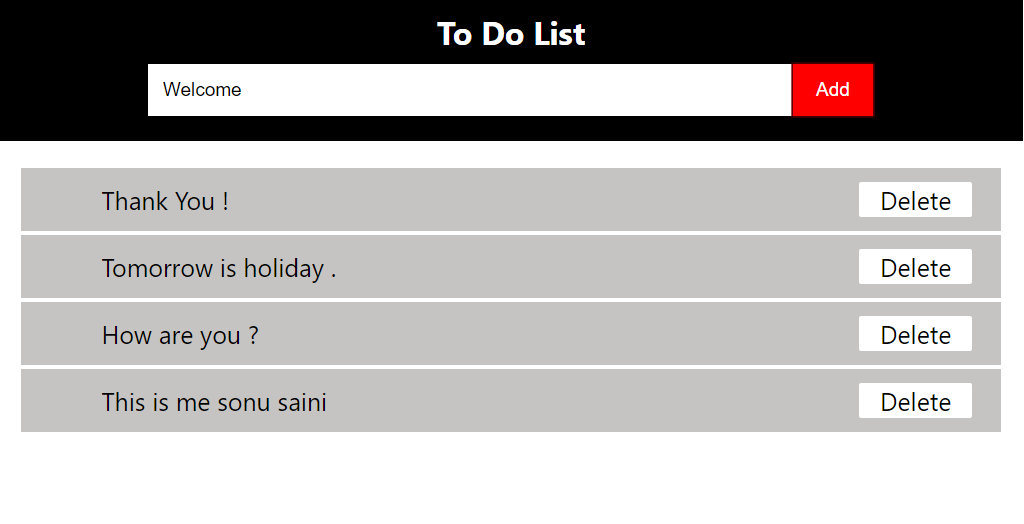 To Do List
Welcome Add
Thank You ! Delete
Tomorrow is holiday . Delete
How are you ? Delete
This is me sonu saini Delete